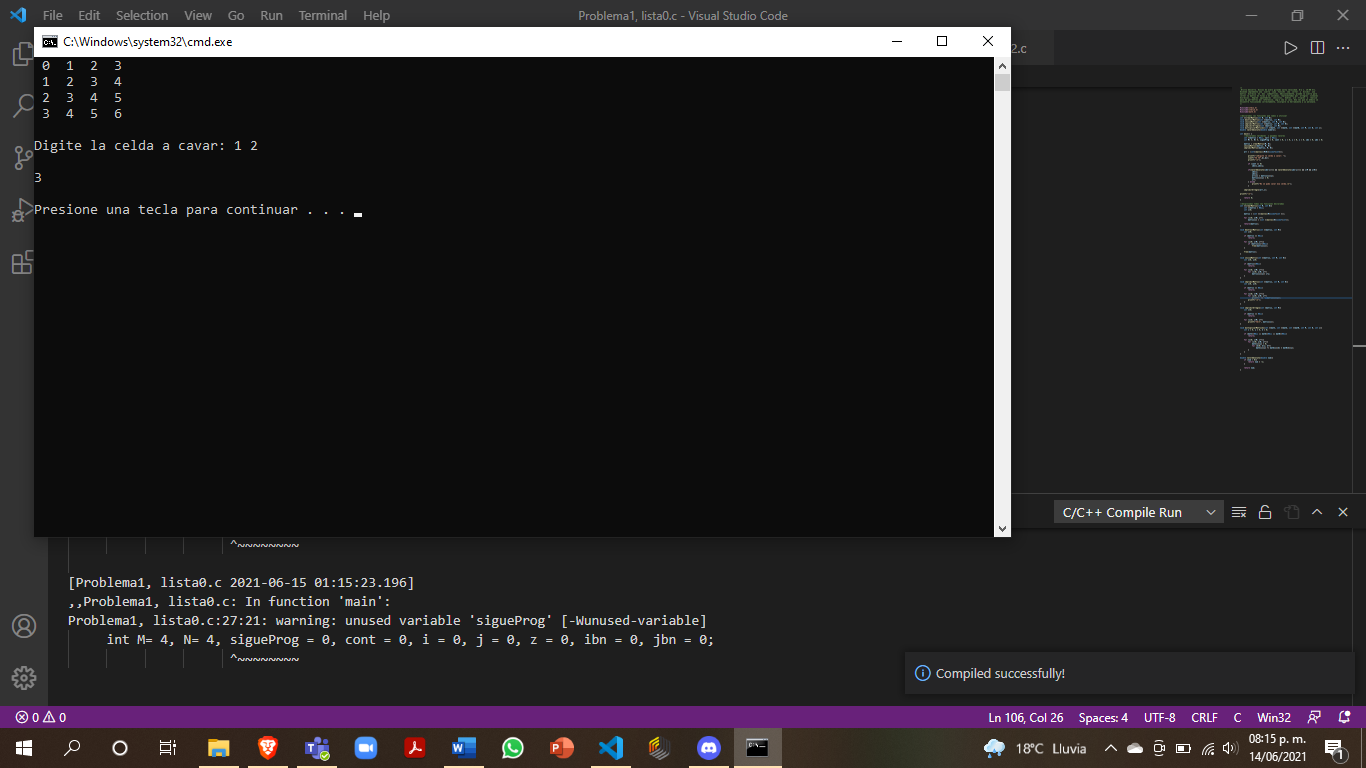 File Edit Selection View Go Run Terminal Help
Problema1, lista0.c - Visual Studio Code
C:\Windows\system32\cmd.exe
2.c
0 1 2 3
1 2 3 4
2 3 4 5
3 4 5 6
Digite la celda a cavar: 1 2
3
Presione una tecla para continuar . . .
C/C++ Compile Run
^~~~~~~~~
[Problema1, lista0.c 2021-06-15 01:15:23.196]
,,Problema1, lista0.c: In function 'main':
Problema1, lista0.c:27:21: warning: unused variable 'sigueProg' [-Wunused-variable]
int M= 4, N= 4, sigueProg = 0, cont = 0, i = 0, j = 0, z = 0, ibn = 0, jbn = 0;
^~~~~~~~~
Compiled successfully!
0 0
Ln 106, Col 26 Spaces: 4 UTF-8 CRLF C Win32
18°C Lluvia
08:15 p. m.
14/06/2021
1